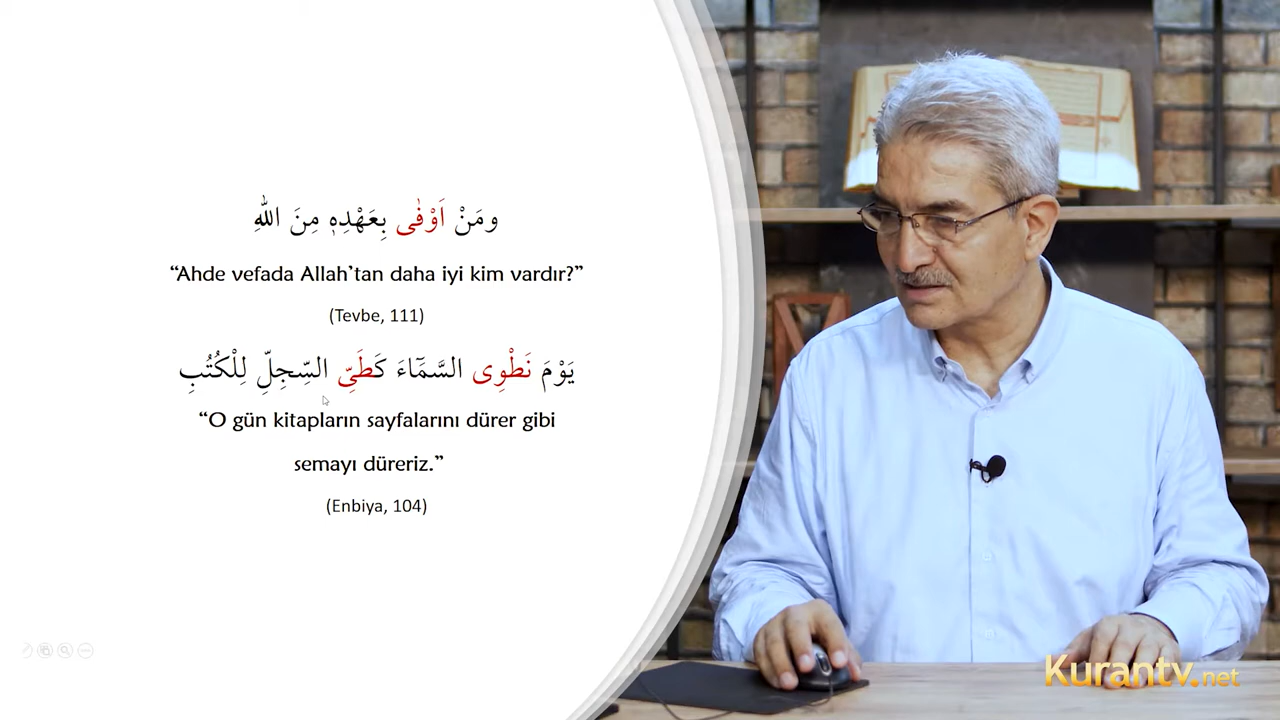 ومَنْ اَوْفٰى بِعَهْدِه۪ مِنَ اللّٰهِ
“Ahde vefada Allah’tan daha iyi kim vardır?”
(Tevbe, 111)
يَوْمَ نَطْوِى السَّمَٓاءَ كَطَىِّ السِّجِلِّ لِلْكُتُبِ
“O gün kitapların sayfalarını dürer gibi
semayı düreriz.”
(Enbiya, 104)
Kurantv.net